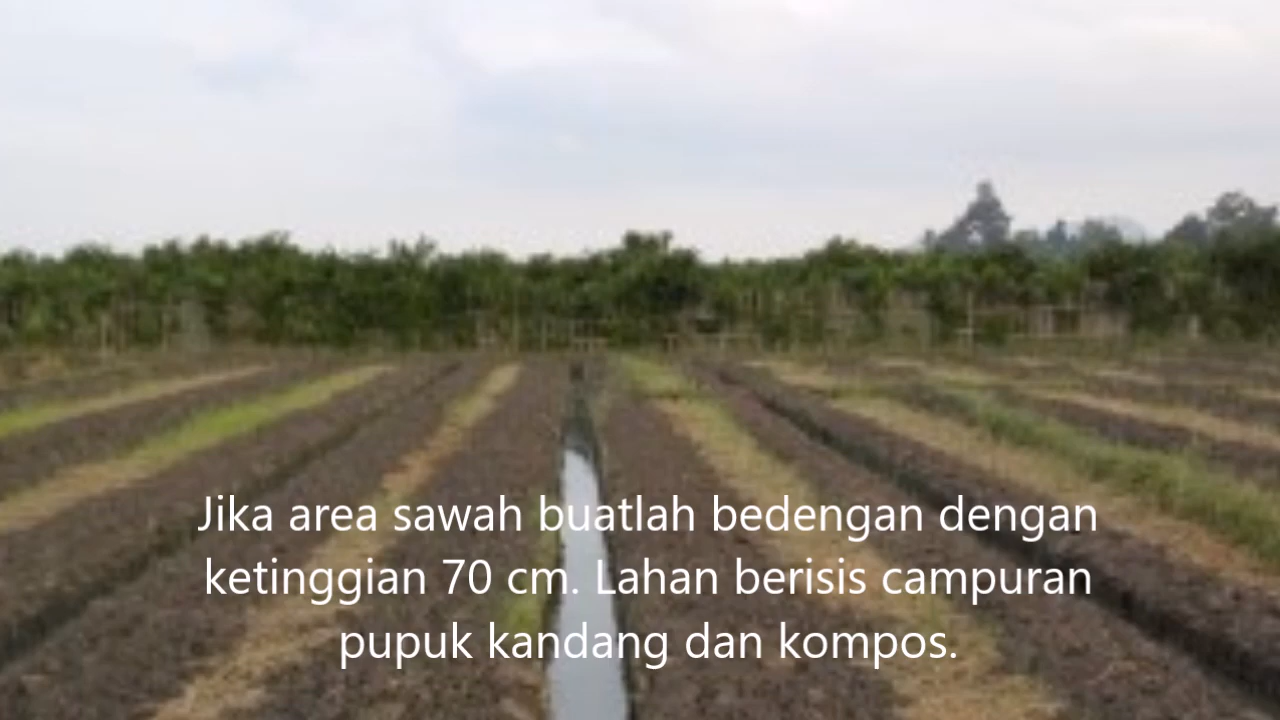 Jika area sawah buatlah bedengan dengan
ketinggian 70 cm. Lahan berisis campuran
pupuk kandang dan kompos.